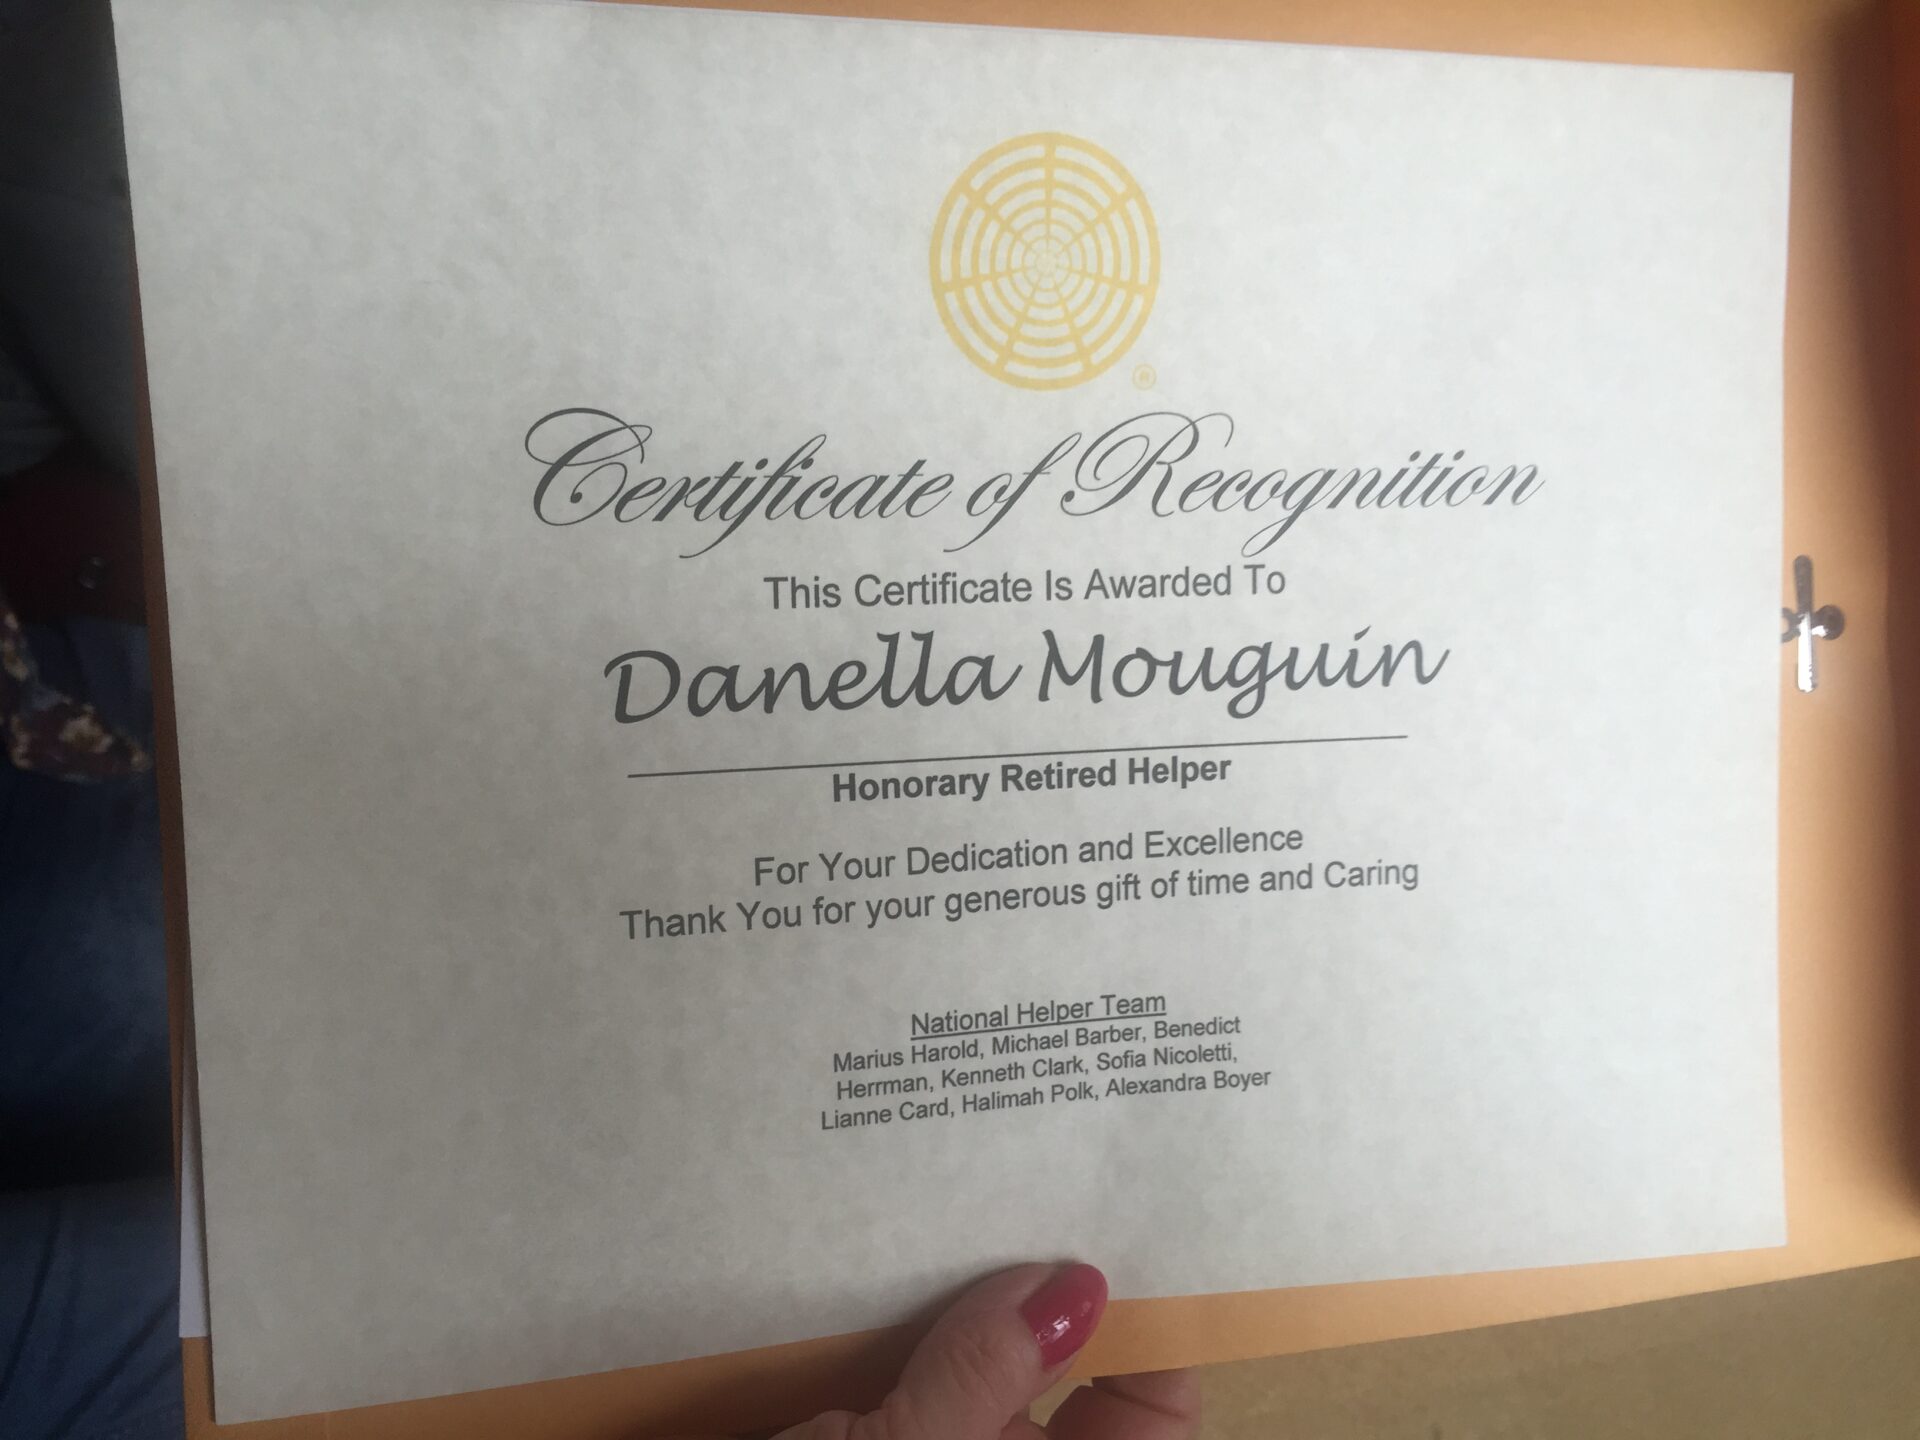 Certificate of Recognition
This Certificate Is Awarded To
Danella Mouguin
Honorary Retired Helper
For Your Dedication and Excellence
Thank You for your generous gift of time and Caring
National Helper Team
Marius Harold, Michael Barber, Benedict
Herrman, Kenneth Clark, Sofia Nicoletti,
Lianne Card, Halimah Polk, Alexandra Boyer